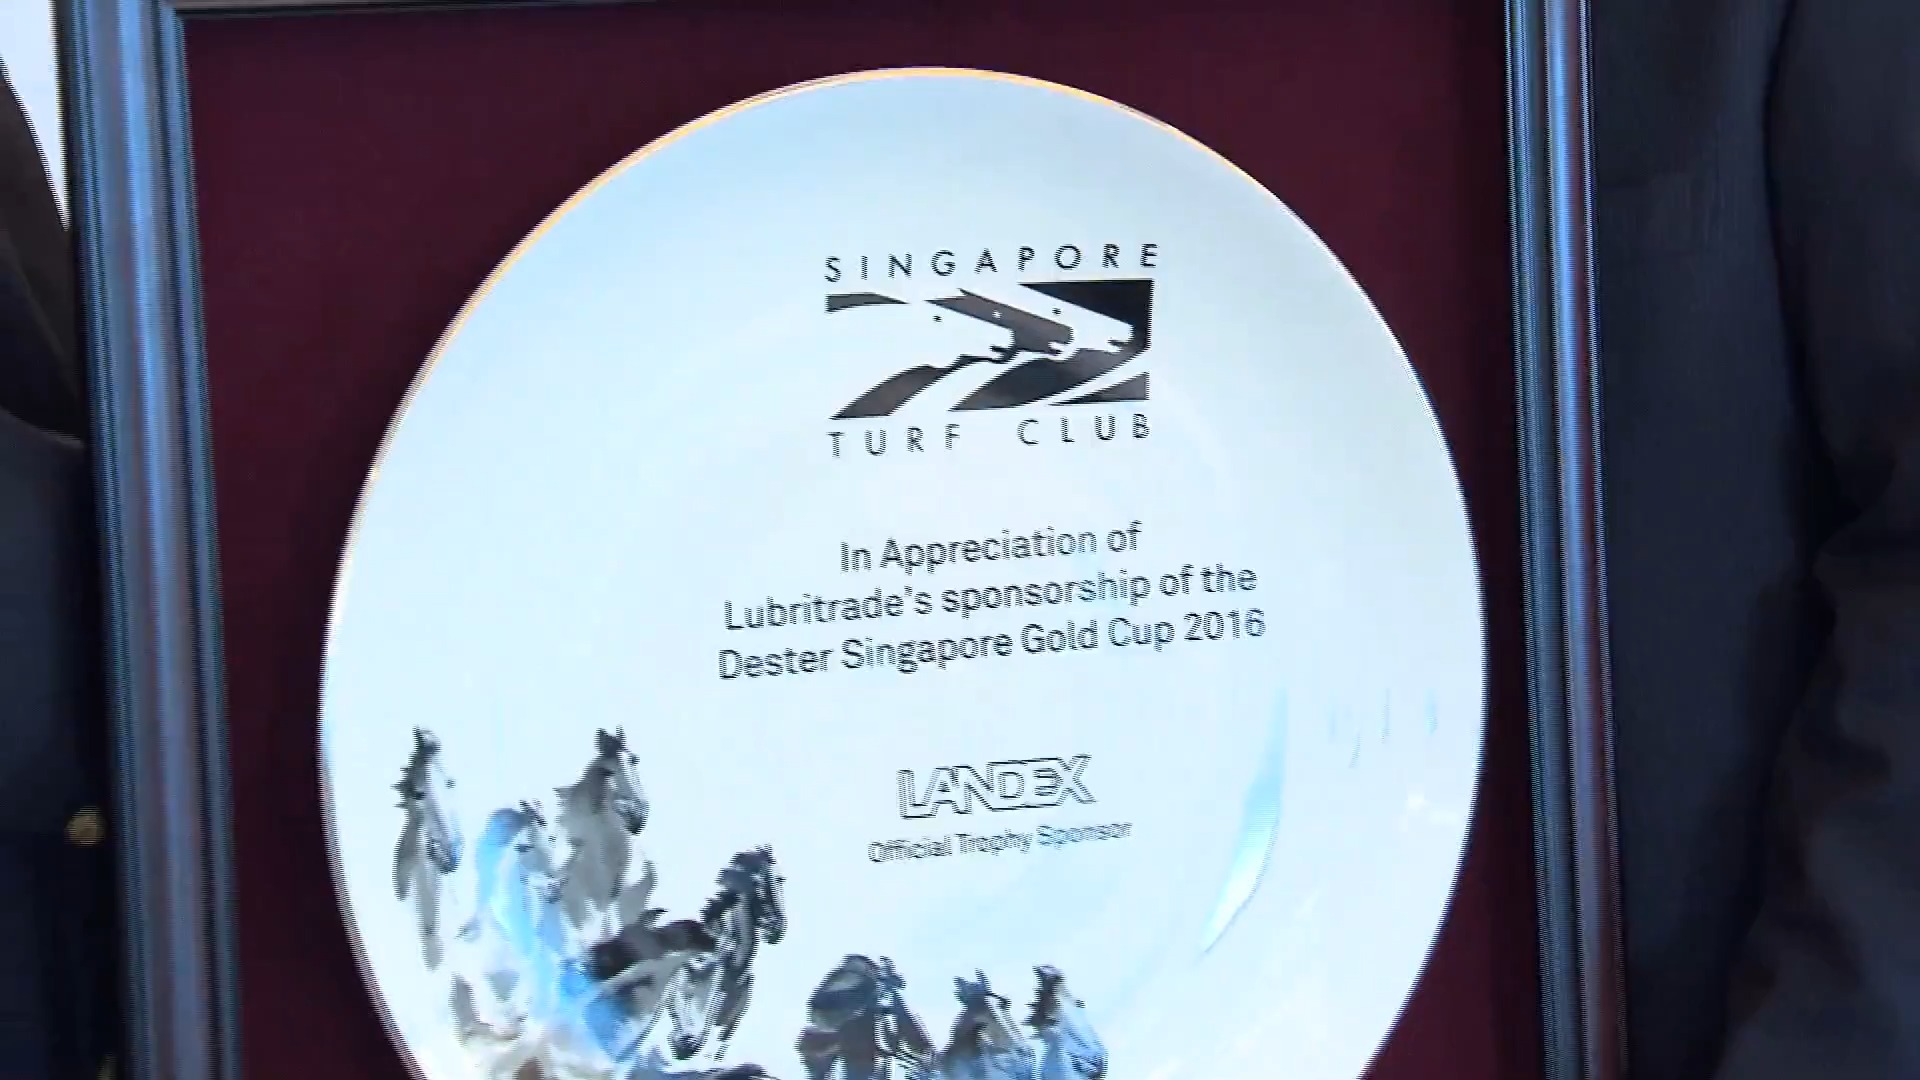 SINGAPORE
TURF CLUB
In Appreciation of
Lubritrade's sponsorship of the
Dester Singapore Gold Cup 2016
LANDEX
Official Trophy Sponsor